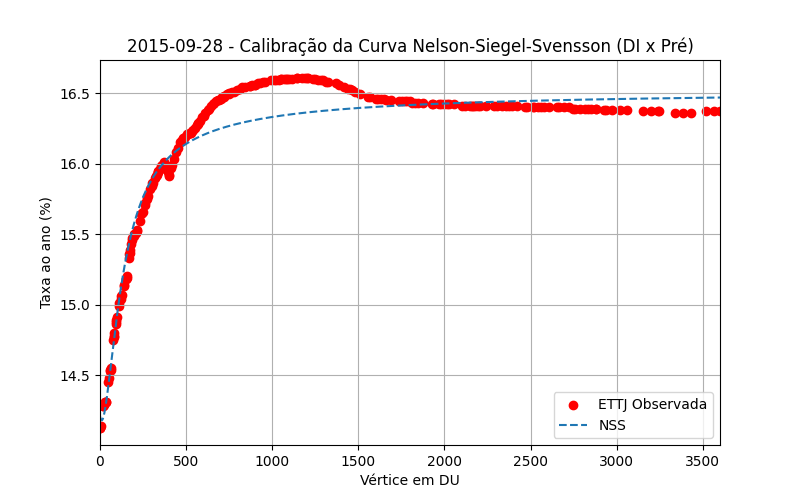 2015-09-28 - Calibração da Curva Nelson-Siegel-Svensson (DI x Pré)
Taxa ao ano (%)
16.5
16.0
15.5
15.0
14.5
0 500 1000 1500 2000 2500 3000 3500
Vértice em DU
ETTJ Observada
NSS